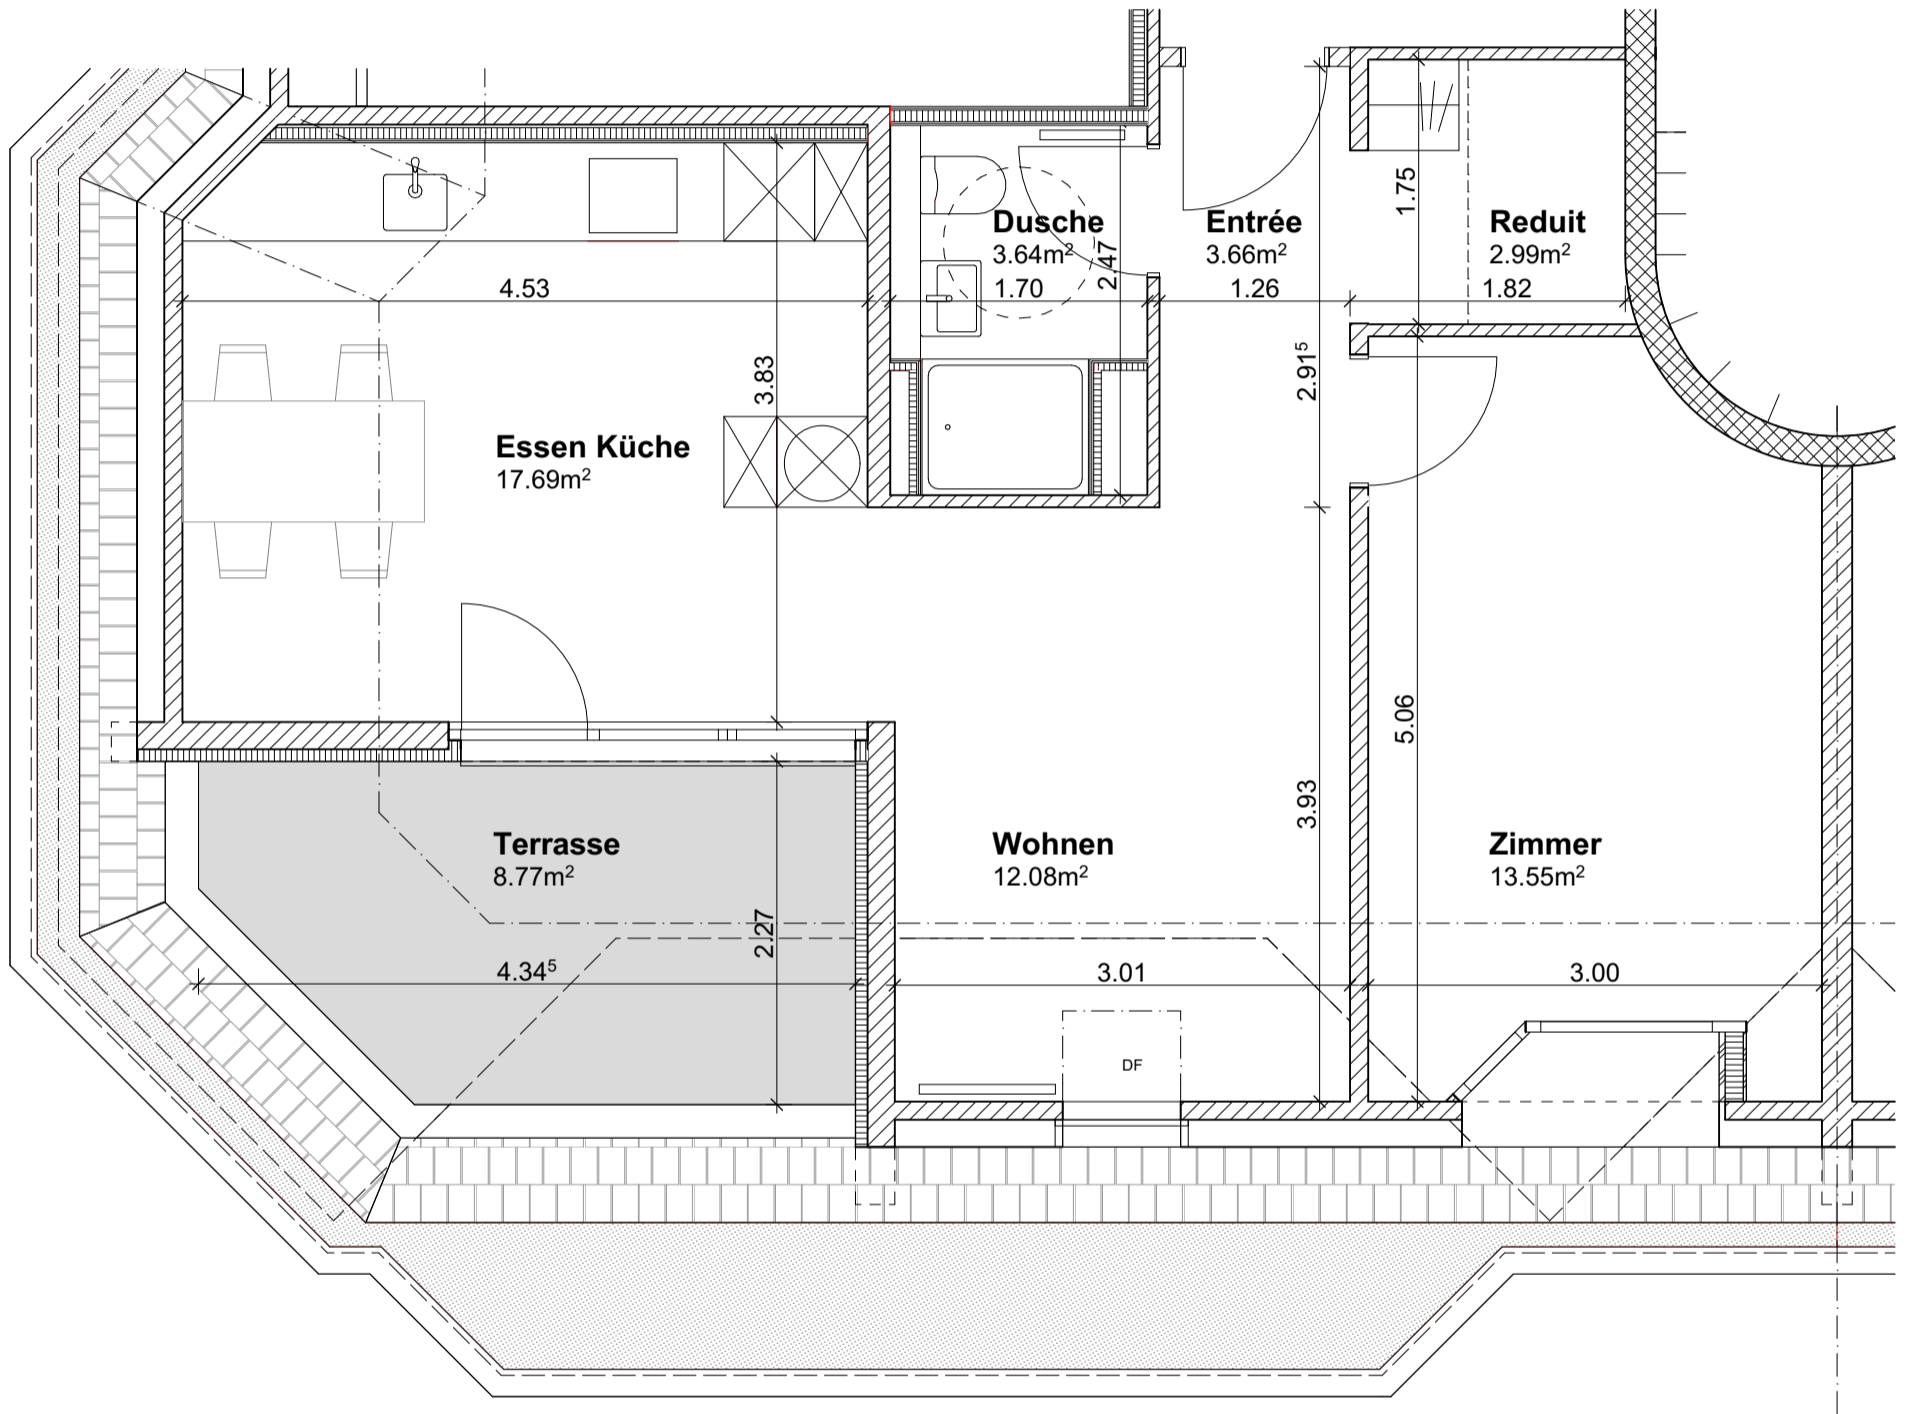 1.75
Dusche
3.64m²
1.70
2.47
Entrée
3.66m²
1.26
Reduit
2.99m²
1.82
4.53
3.83
2.91⁵
Essen Küche
17.69m²
5.06
3.93
Terrasse
8.77m²
Wohnen
12.08m²
Zimmer
13.55m²
2.27
4.34⁵
3.01
3.00
DF